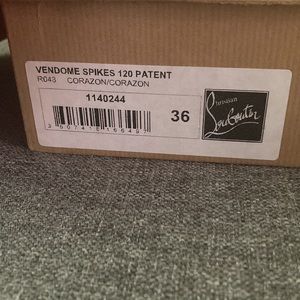 VENDOME SPIKES 120 PATENT
R043 CORAZON/CORAZON
1140244
36
Christian
Louboutin